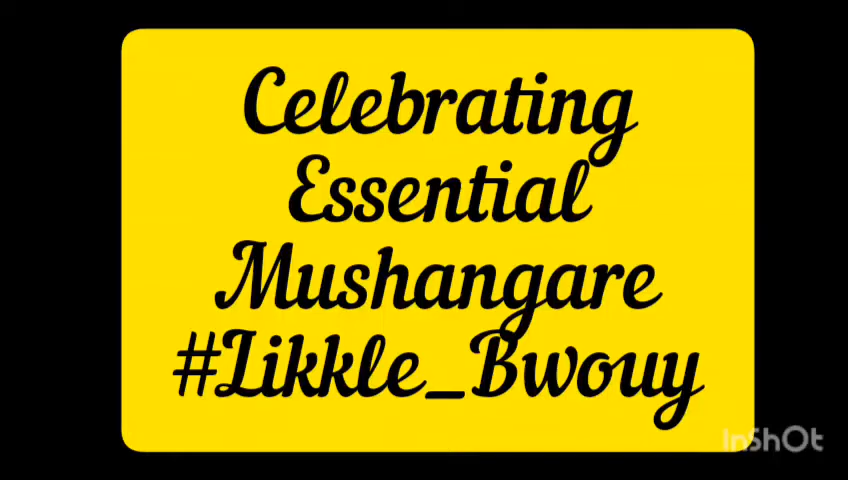 Celebrating
Essential
Mushangare
#Likkle_Bwouy
InShOt